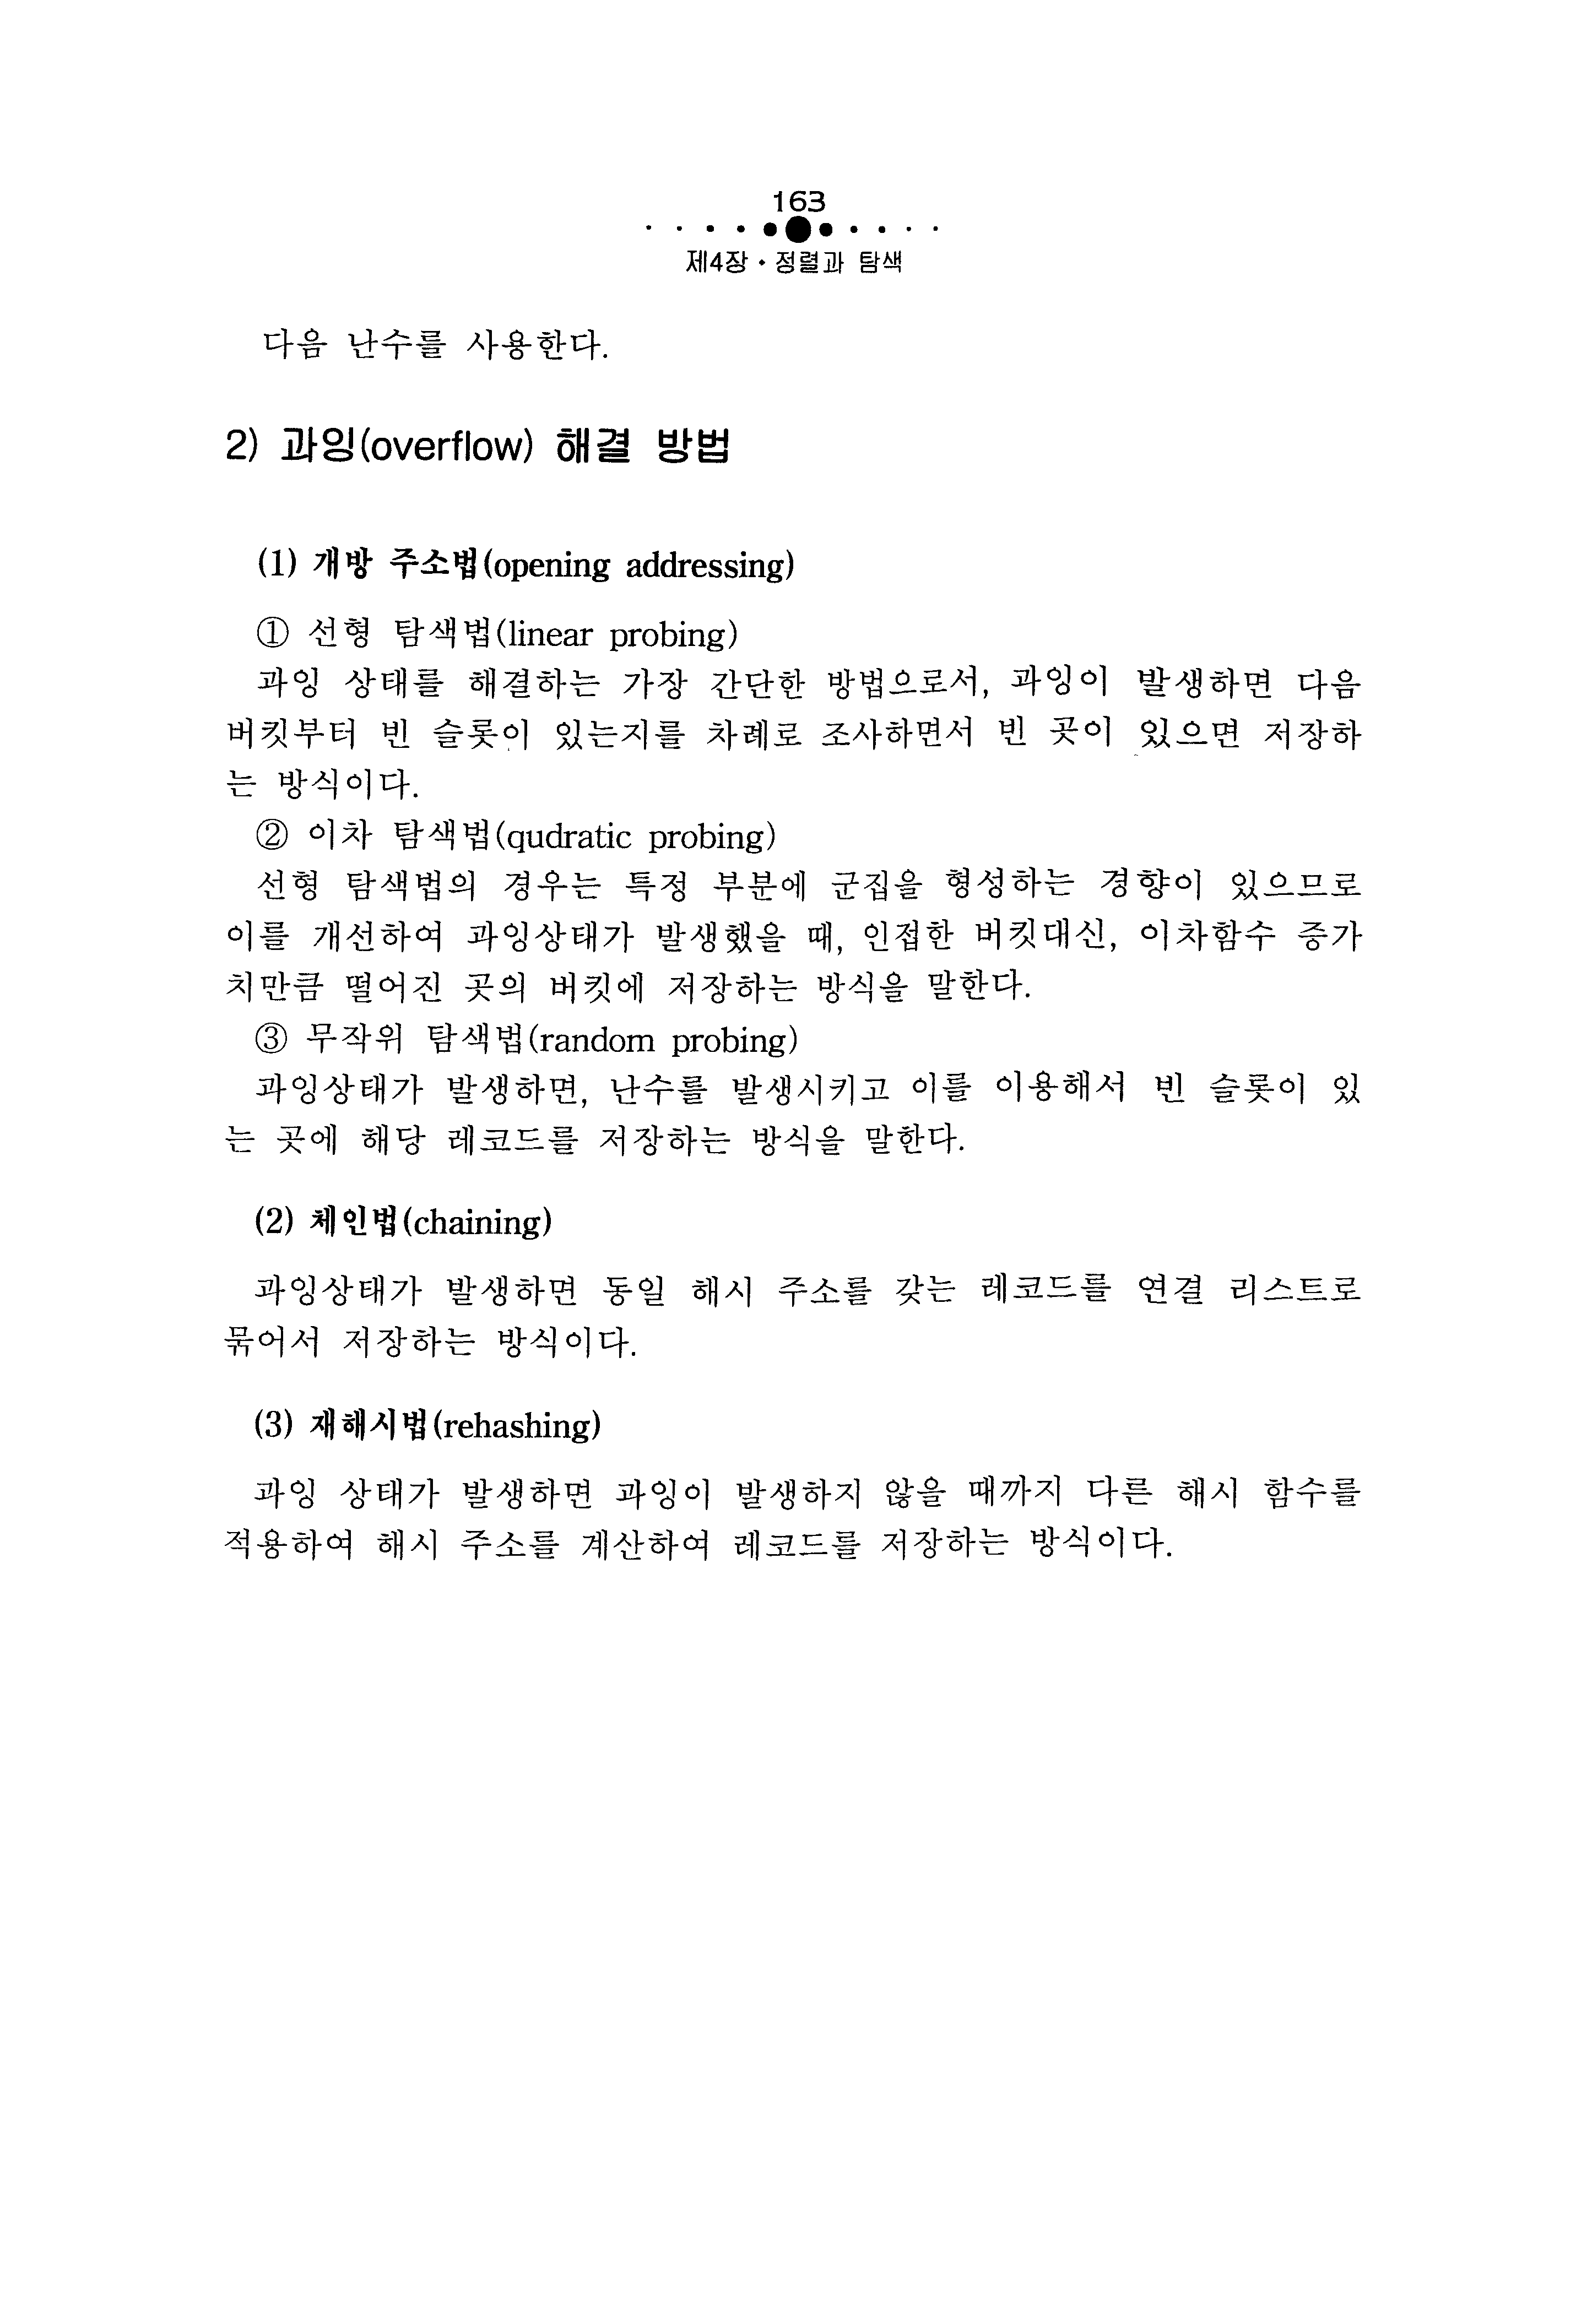 163
제4장 • 정렬과 탐색
다음 난수를 사용한다.
2) 과잉(overflow) 해결 방법
(1) 개방 주소법(opening addressing)
① 선형 탐색법(linear probing)
과잉 상태를 해결하는 가장 간단한 방법으로서, 과잉이 발생하면 다음
버킷부터 빈 슬롯이 있는지를 차례로 조사하면서 빈 곳이 있으면 저장하
는 방식이다.
② 이차 탐색법(qudratic probing)
선형 탐색법의 경우는 특정 부분에 군집을 형성하는 경향이 있으므로
이를 개선하여 과잉상태가 발생했을 때, 인접한 버킷대신, 이차함수 증가
치만큼 떨어진 곳의 버킷에 저장하는 방식을 말한다.
③ 무작위 탐색법(random probing)
과잉상태가 발생하면, 난수를 발생시키고 이를 이용해서 빈 슬롯이 있
는 곳에 해당 레코드를 저장하는 방식을 말한다.
(2) 체인법(chaining)
과잉상태가 발생하면 동일 해시 주소를 갖는 레코드를 연결 리스트로
묶어서 저장하는 방식이다.
(3) 재해시법(rehashing)
과잉 상태가 발생하면 과잉이 발생하지 않을 때까지 다른 해시 함수를
적용하여 해시 주소를 계산하여 레코드를 저장하는 방식이다.